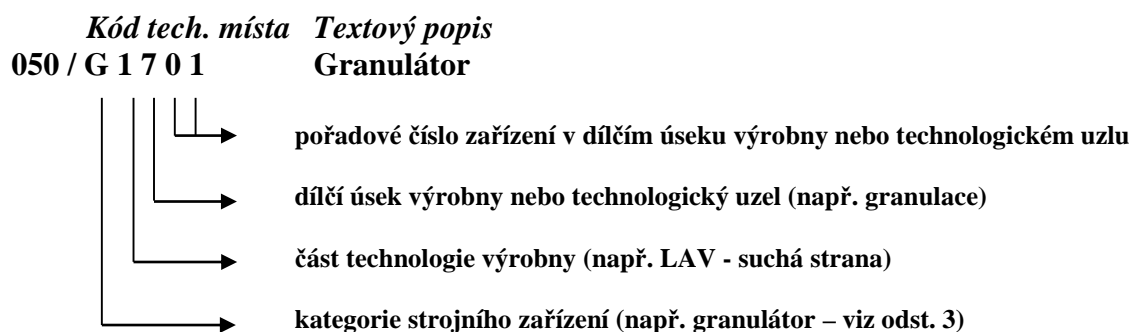 Kód tech. místa Textový popis
050 / G 1 7 0 1 Granulátor
pořadové číslo zařízení v dílčím úseku výrobny nebo technologickém uzlu
dílčí úsek výrobny nebo technologický uzel (např. granulace)
část technologie výrobny (např. LAV - suchá strana)
kategorie strojního zařízení (např. granulátor – viz odst. 3)